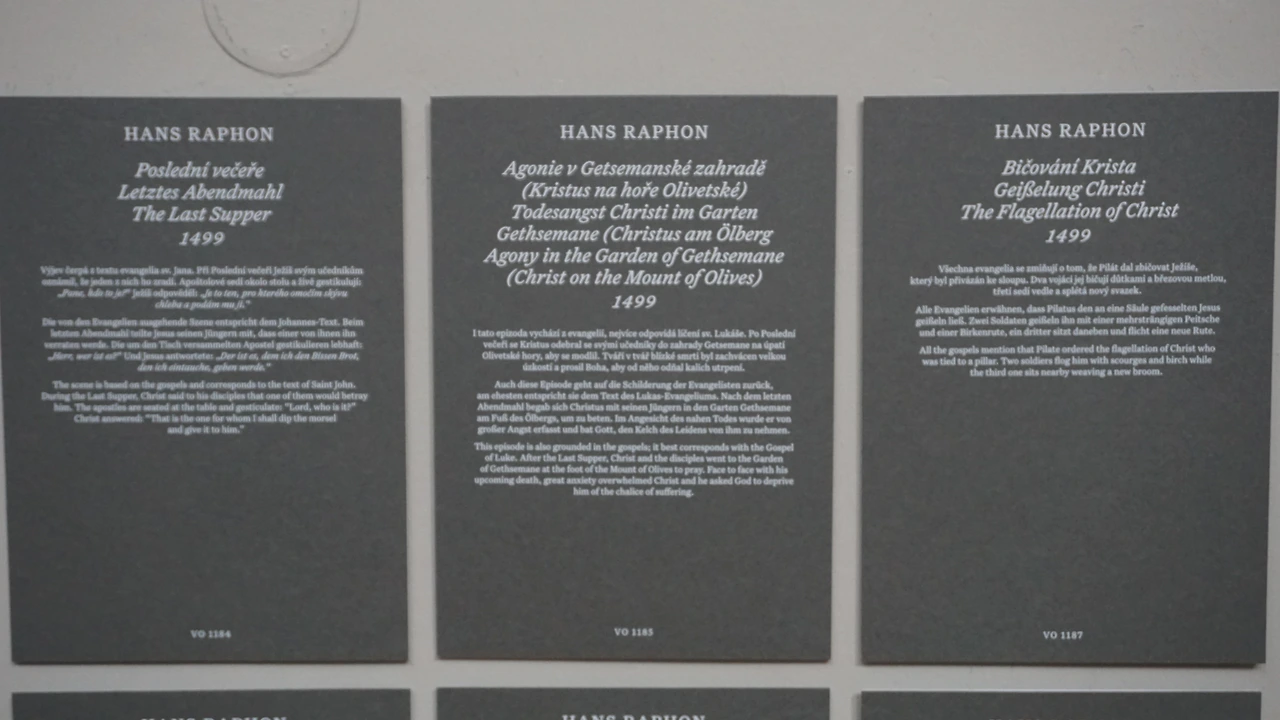 HANS RAPHON
Poslední večeře
Letztes Abendmahl
The Last Supper
1499
Výjev čerpá z textu evangelia sv. Jana. Při Poslední večeři Ježíš svým učedníkům
oznámil, že jeden z nich ho zradí. Apoštolové sedí okolo stolu a živě gestikulují:
„Pane, kdo to je?“ Ježíš odpověděl: „Je to ten, pro kterého omočím skývu
chleba a podám mu ji.“
Die von den Evangelien ausgehende Szene entspricht dem Johannes-Text. Beim
letzten Abendmahl teilte Jesus seinen Jüngern mit, dass einer von ihnen ihn
verraten werde. Die um den Tisch versammelten Apostel gestikulieren lebhaft:
„Herr, wer ist es?“ Und Jesus antwortete: „Der ist es, dem ich den Bissen Brot,
den ich eintauche, geben werde.“
The scene is based on the gospels and corresponds to the text of Saint John.
During the Last Supper, Christ said to his disciples that one of them would betray
him. The apostles are seated at the table and gesticulate: “Lord, who is it?”
Christ answered: “That is the one for whom I shall dip the morsel
and give it to him.”
VO 1184
HANS RAPHON
Agonie v Getsemanské zahradě
(Kristus na hoře Olivetské)
Todesangst Christi im Garten
Gethsemane (Christus am Ölberg
Agony in the Garden of Gethsemane
(Christ on the Mount of Olives)
1499
I tato epizoda vychází z evangelií, nejvíce odpovídá líčení sv. Lukáše. Po Poslední
večeři se Kristus odebral se svými učedníky do zahrady Getsemane na úpatí
Olivetské hory, aby se modlil. Tváří v tvář blízké smrti byl zachvácen velkou
úzkostí a prosil Boha, aby od něho odňal kalich utrpení.
Auch diese Episode geht auf die Schilderung der Evangelisten zurück,
am ehesten entspricht sie dem Text des Lukas-Evangeliums. Nach dem letzten
Abendmahl begab sich Christus mit seinen Jüngern in den Garten Gethsemane
am Fuß des Ölbergs, um zu beten. Im Angesicht des nahen Todes wurde er von
großer Angst erfasst und bat Gott, den Kelch des Leidens von ihm zu nehmen.
This episode is also grounded in the gospels; it best corresponds with the Gospel
of Luke. After the Last Supper, Christ and the disciples went to the Garden
of Gethsemane at the foot of the Mount of Olives to pray. Face to face with his
upcoming death, great anxiety overwhelmed Christ and he asked God to deprive
him of the chalice of suffering.
VO 1185
HANS RAPHON
Bičování Krista
Geißelung Christi
The Flagellation of Christ
1499
Všechna evangelia se zmiňují o tom, že Pilát dal zbičovat Ježíše,
který byl přivázán ke sloupu. Dva vojáci jej bičují důtkami a březovou metlou,
třetí sedí vedle a splétá nový svazek.
Alle Evangelien erwähnen, dass Pilatus den an eine Säule gefesselten Jesus
geißeln ließ. Zwei Soldaten geißeln ihn mit einer mehrsträngigen Peitsche
und einer Birkenrute, ein dritter sitzt daneben und flicht eine neue Rute.
All the gospels mention that Pilate ordered the flagellation of Christ who
was tied to a pillar. Two soldiers flog him with scourges and birch while
the third one sits nearby weaving a new broom.
VO 1187
HANS RAPHON
HANS RAPHON